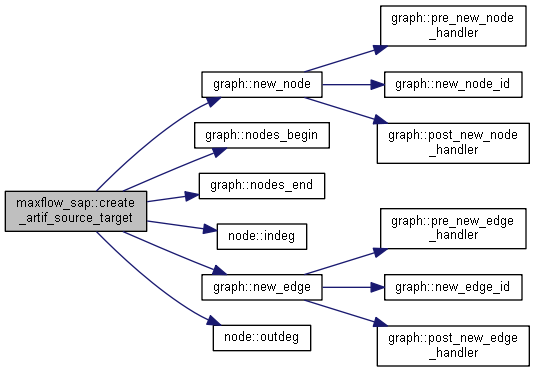 maxflow_sap::create
_artif_source_target
graph::new_node
graph::pre_new_node
_handler
graph::new_node_id
graph::post_new_node
_handler
graph::nodes_begin
graph::nodes_end
node::indeg
graph::new_edge
graph::pre_new_edge
_handler
graph::new_edge_id
graph::post_new_edge
_handler
node::outdeg